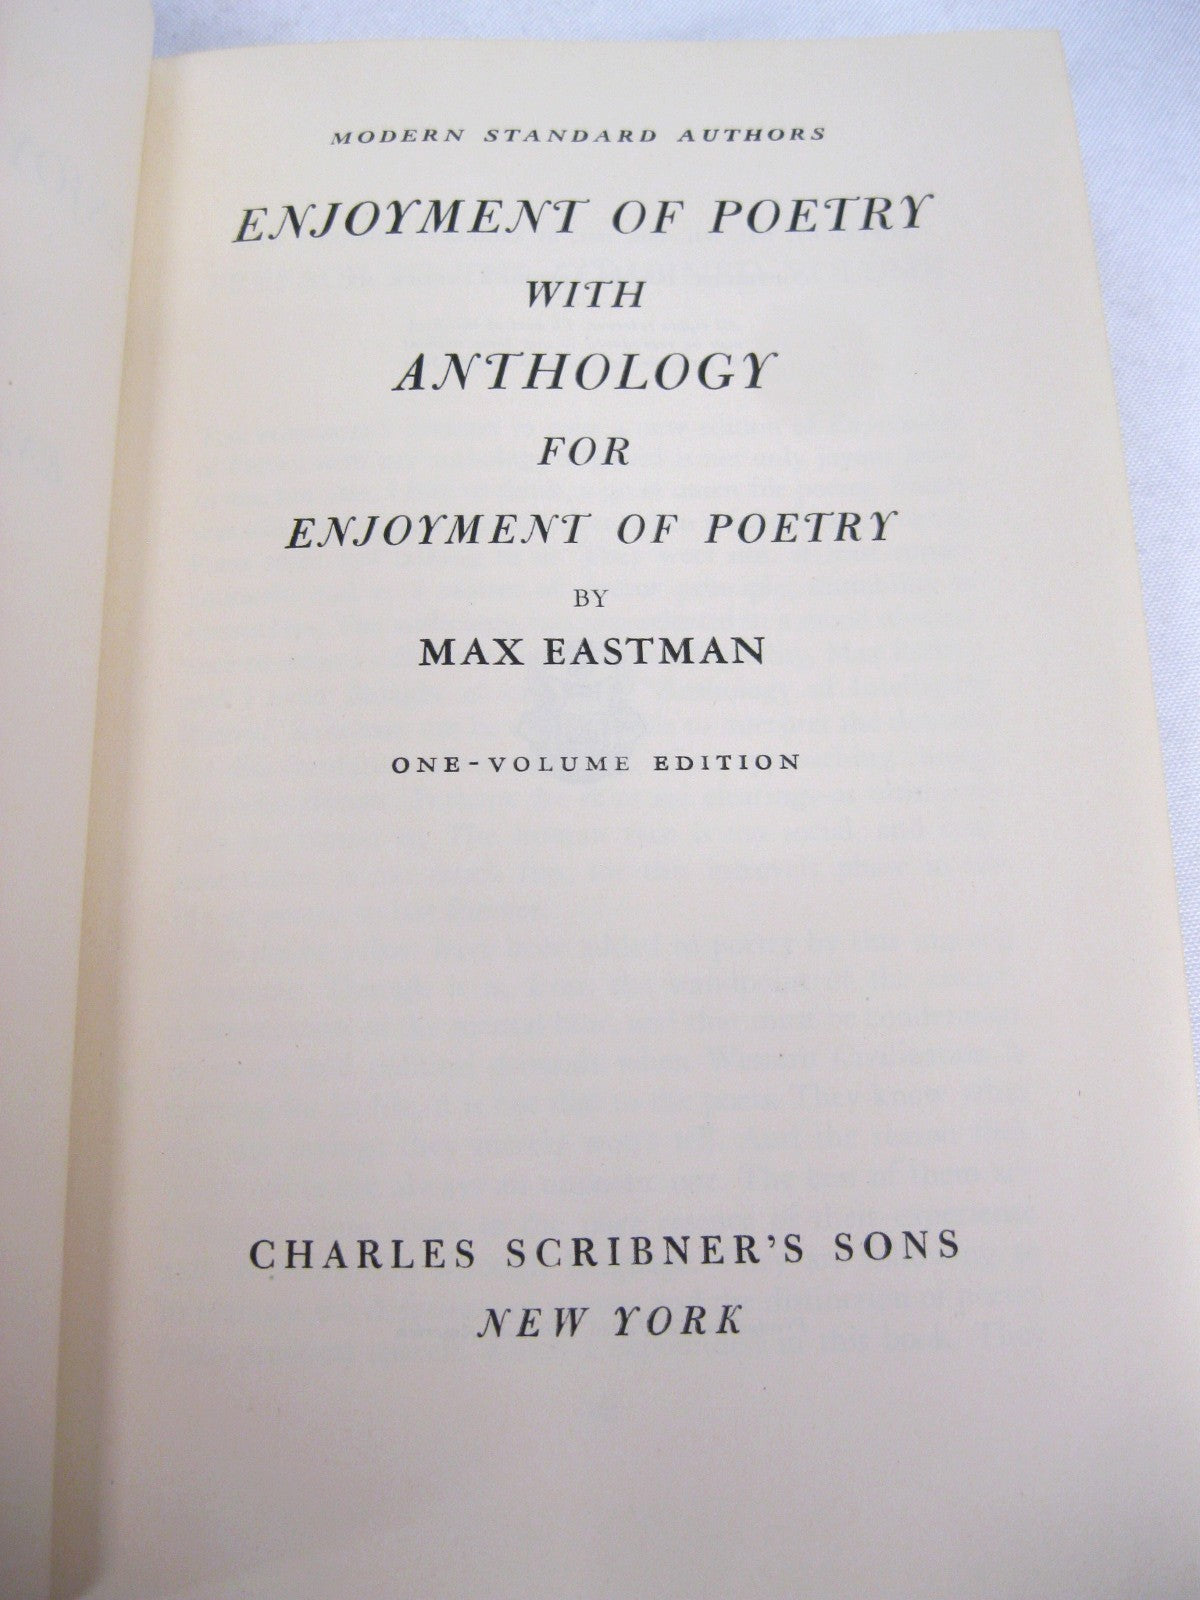 MODERN STANDARD AUTHORS
ENJOYMENT OF POETRY
WITH
ANTHOLOGY
FOR
ENJOYMENT OF POETRY
BY
MAX EASTMAN
ONE-VOLUME EDITION
CHARLES SCRIBNER'S SONS
NEW YORK